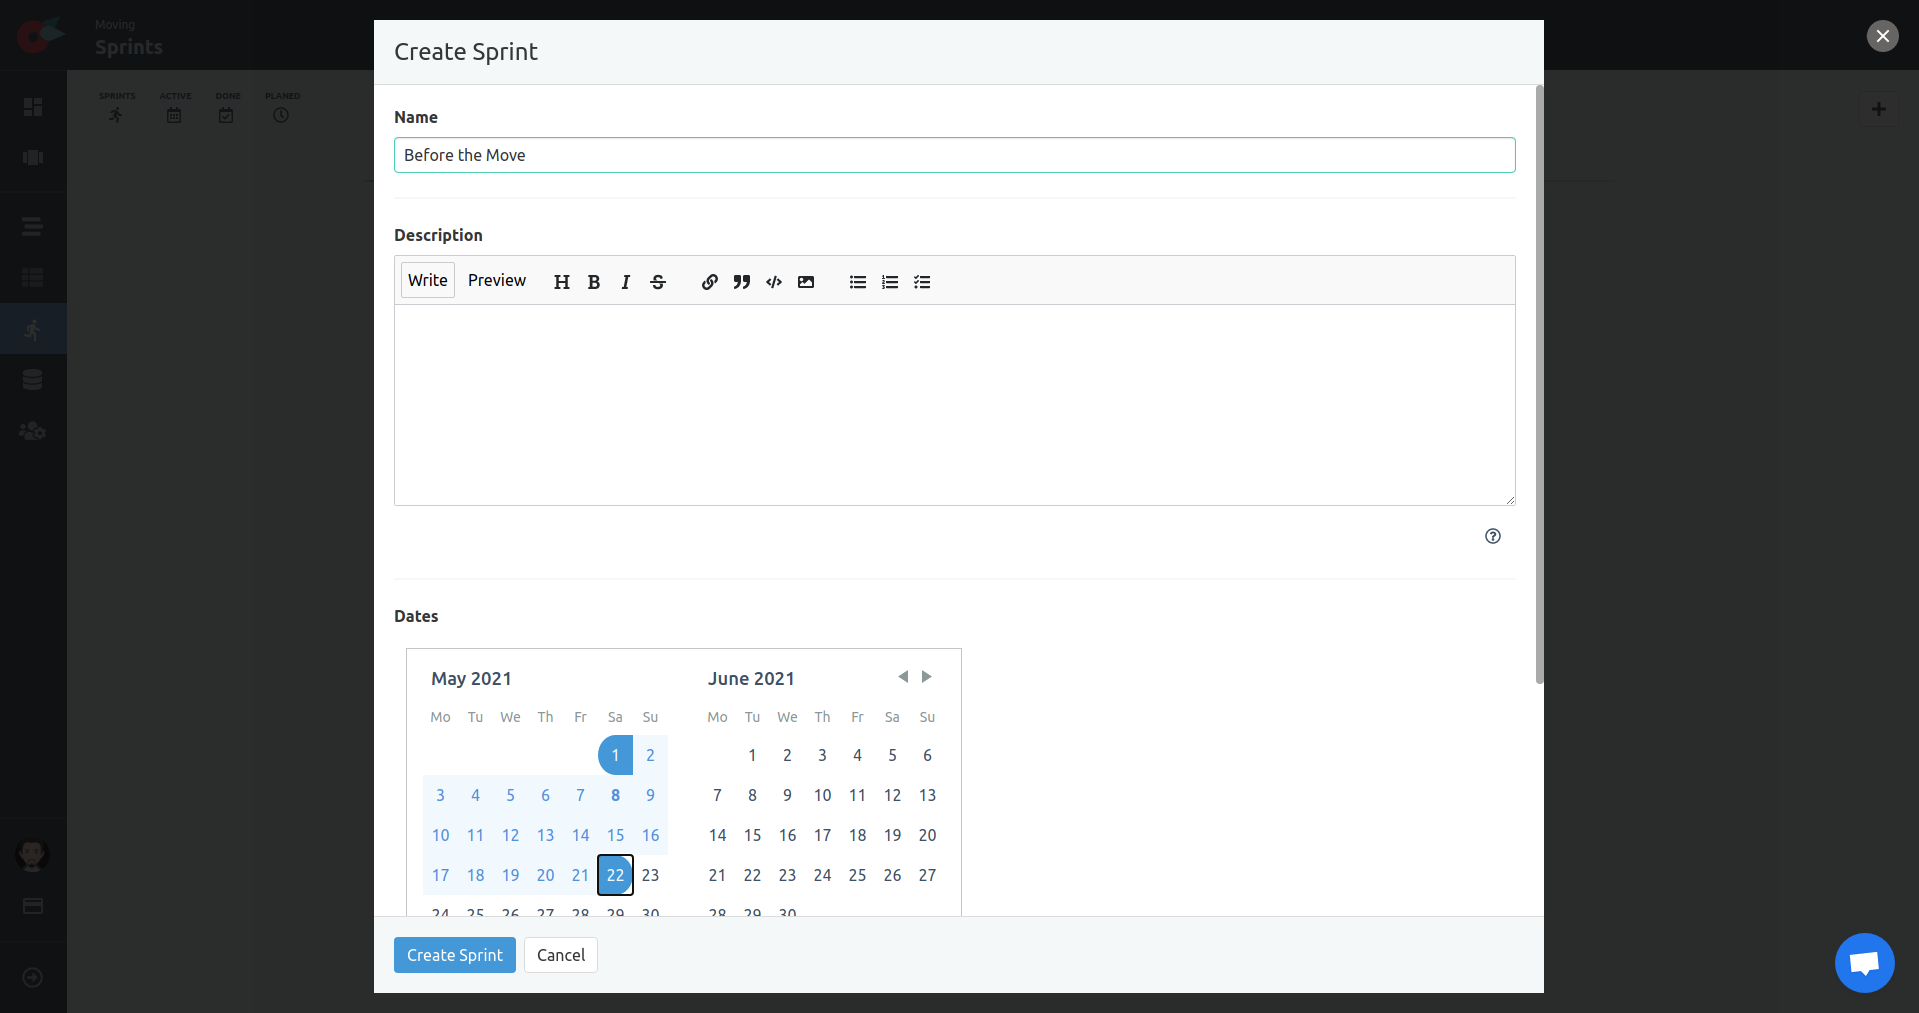 Moving
Sprints
SPRINTS ACTIVE DONE PLANED
Create Sprint
Name
Before the Move
Description
Write Preview
Dates
May 2021 June 2021
Mo Tu We Th Fr Sa Su Mo Tu We Th Fr Sa Su
1 2 1 2 3 4 5 6
3 4 5 6 7 8 9 7 8 9 10 11 12 13
10 11 12 13 14 15 16 14 15 16 17 18 19 20
17 18 19 20 21 22 23 21 22 23 24 25 26 27
24 25 26 27 28 29 30 28 29 30
Create Sprint Cancel